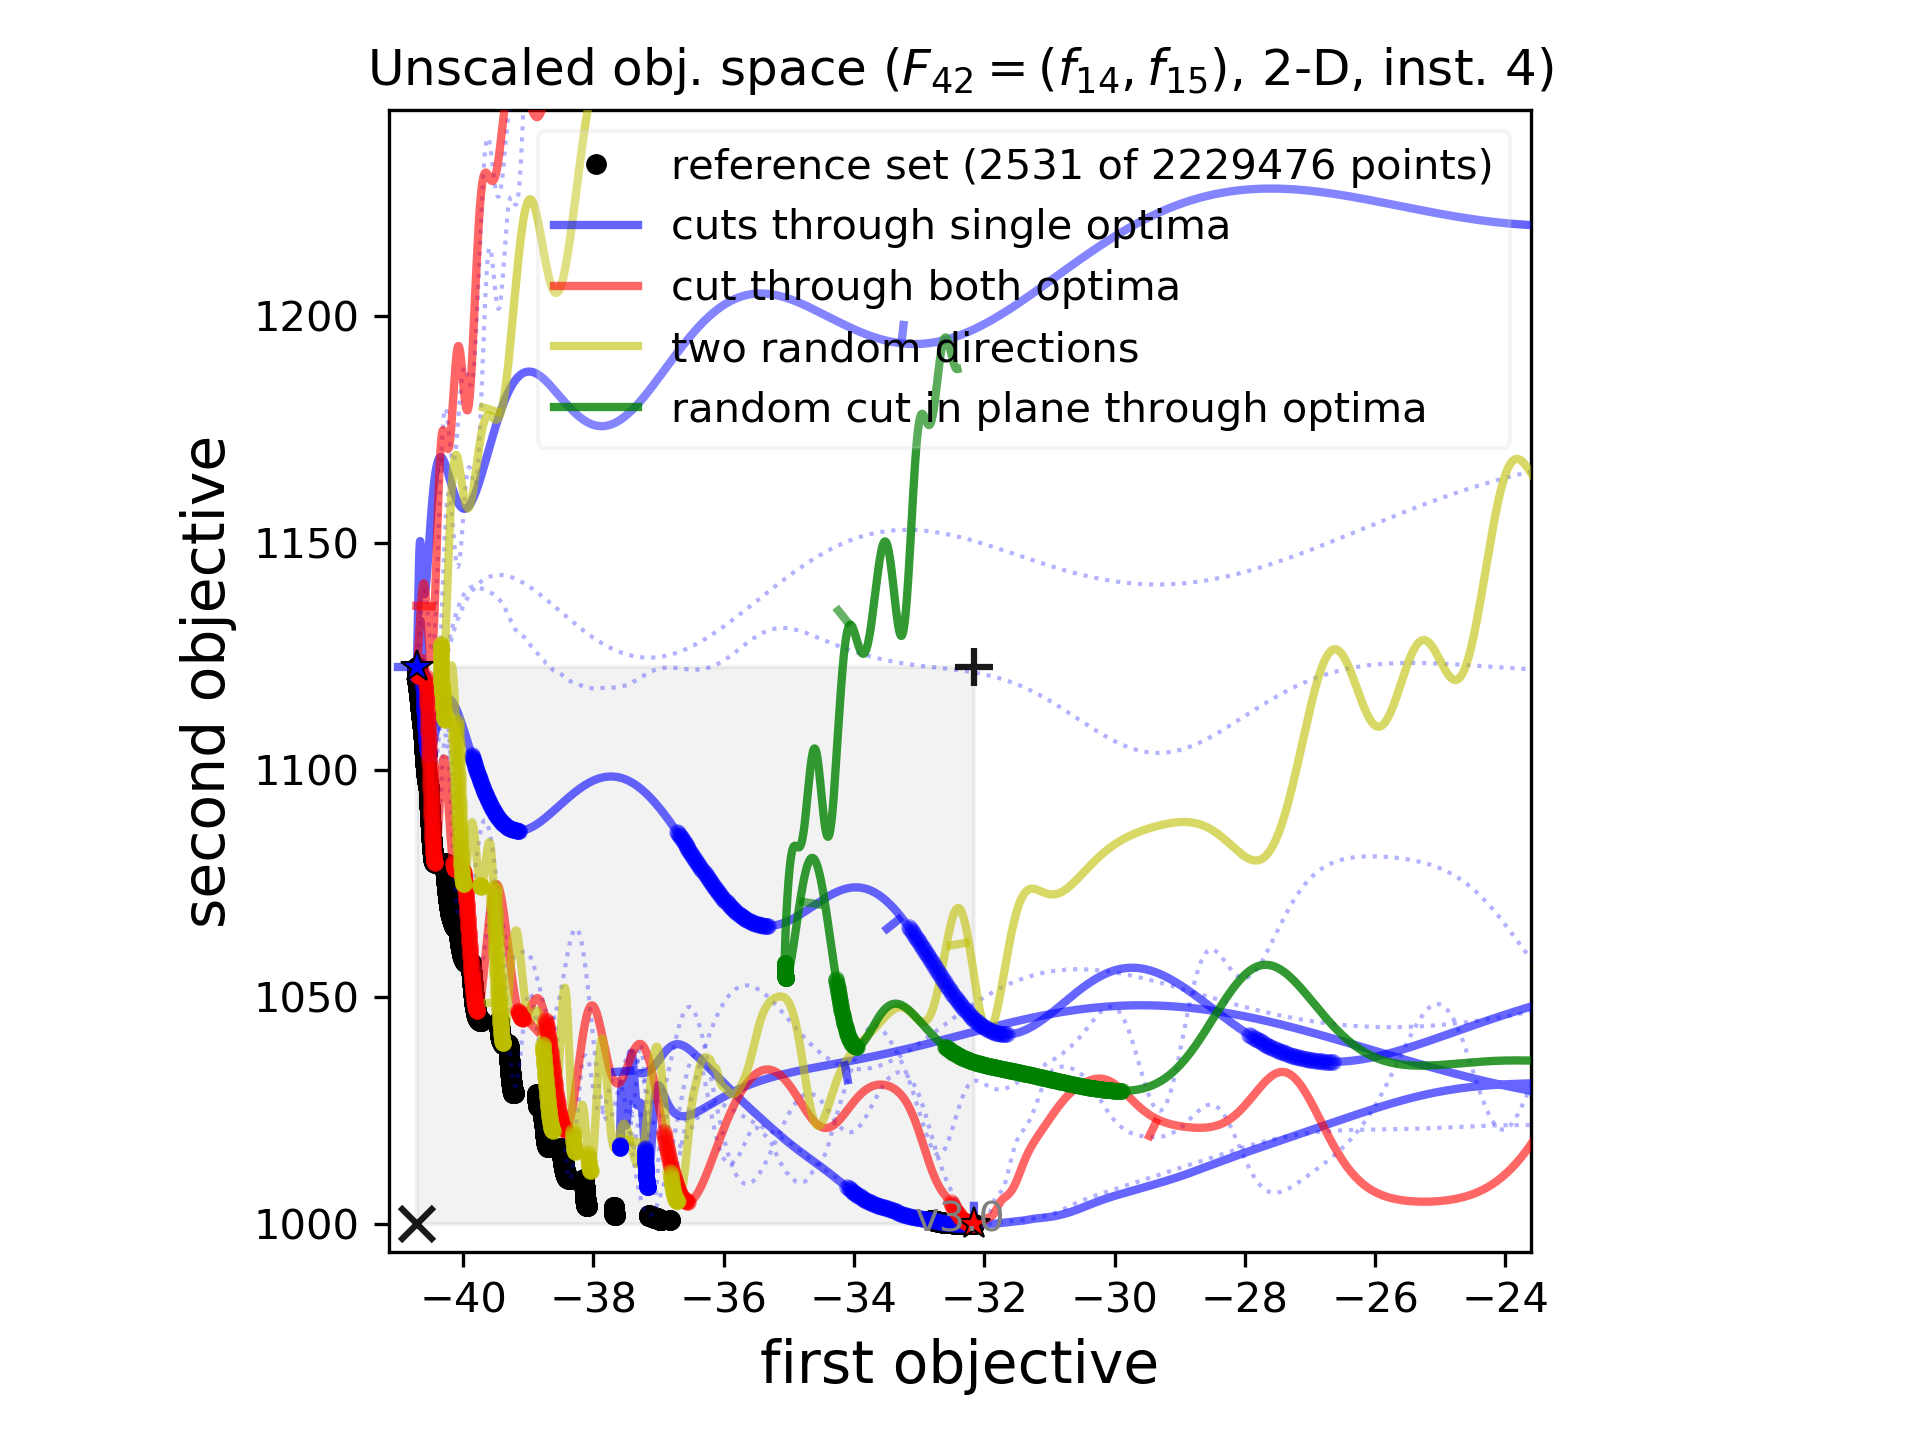 Unscaled obj. space (F42 = (f14, f15), 2-D, inst. 4)
reference set (2531 of 2229476 points)
cuts through single optima
cut through both optima
two random directions
random cut in plane through optima
second objective
1200
1150
1100
1050
1000
v3.0
−40 −38 −36 −34 −32 −30 −28 −26 −24
first objective